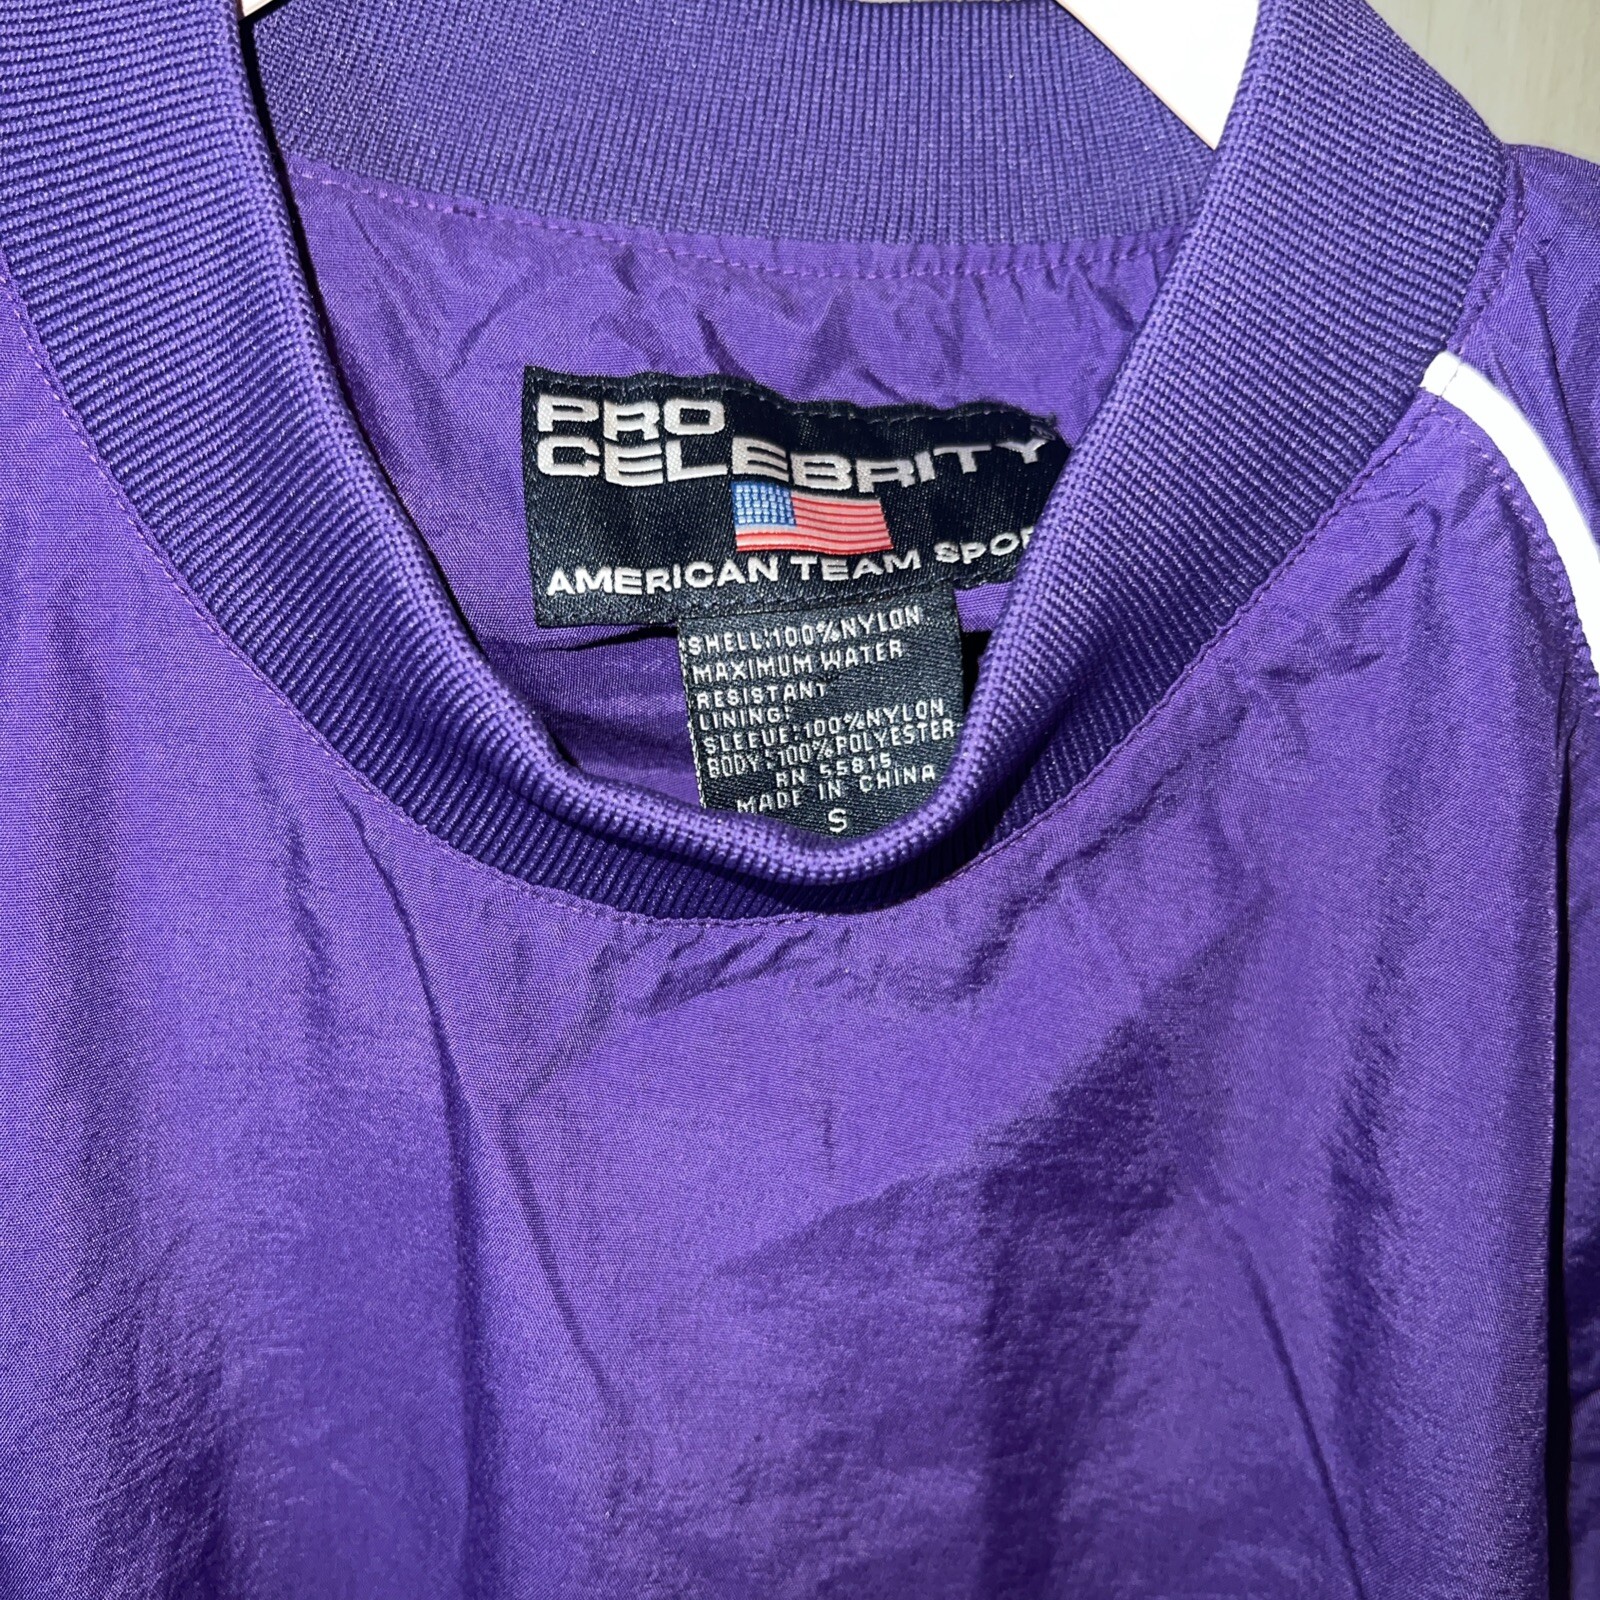 PRO
CELEBRITY
AMERICAN TEAM SPOR
SHELL:100%NYLON
MAXIMUM WATER
RESISTANT
LINING:
SLEEVE:100%NYLON
BODY:100%POLYESTER
RN 55815
MADE IN CHINA
S